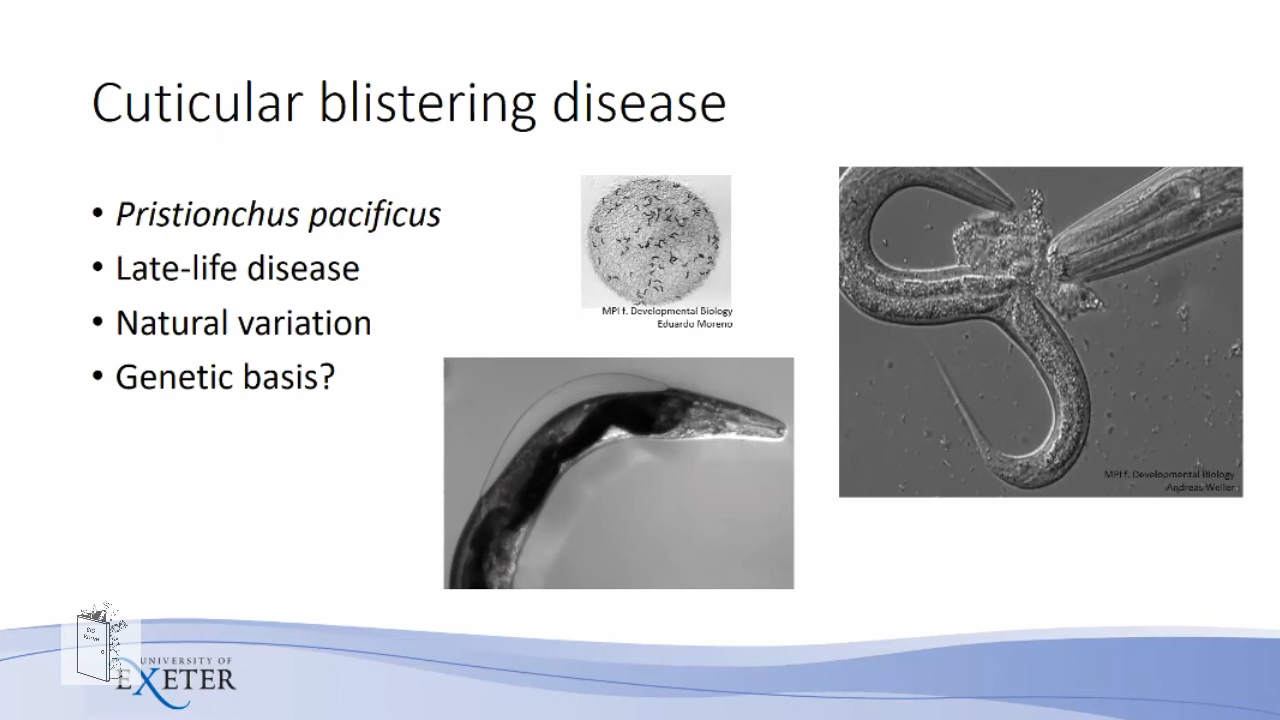 Cuticular blistering disease
• Pristionchus pacificus
• Late-life disease
• Natural variation
• Genetic basis?
MPI f. Developmental Biology
Eduardo Moreno
MPI f. Developmental Biology
Andreas Weller
UNIVERSITY OF
EXETER